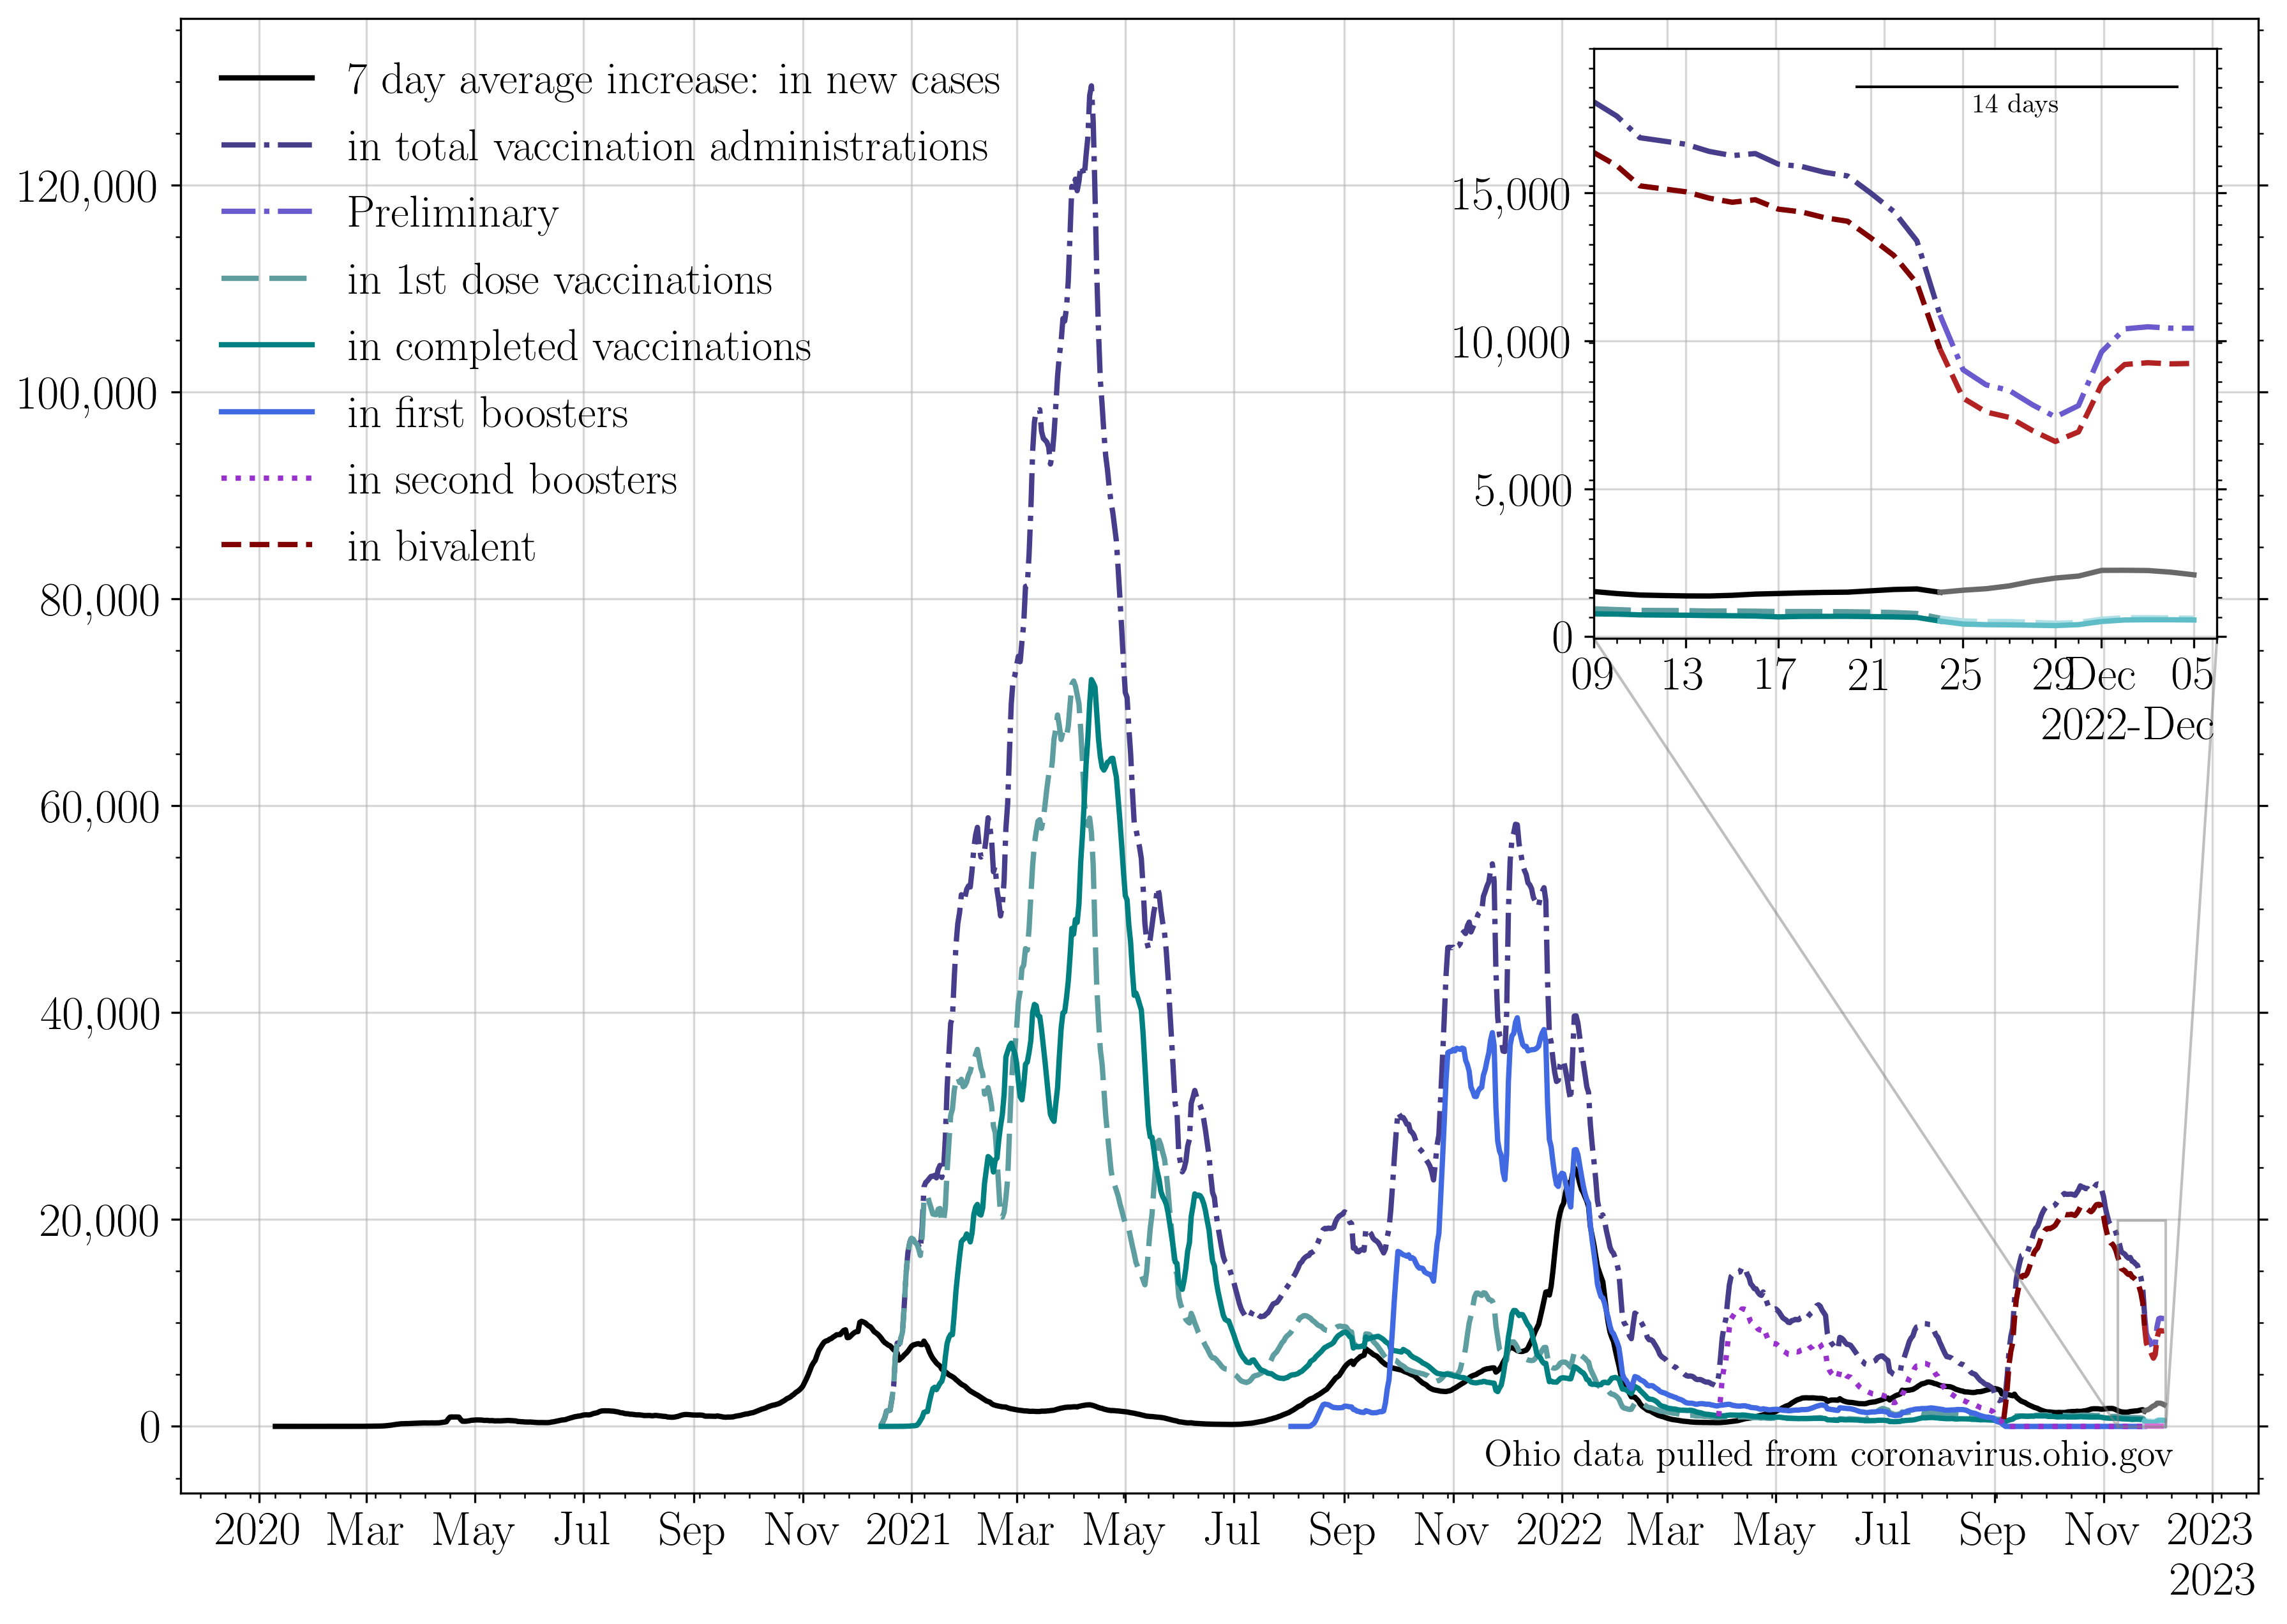 7 day average increase: in new cases
in total vaccination administrations
Preliminary
in 1st dose vaccinations
in completed vaccinations
in first boosters
in second boosters
in bivalent
120,000
100,000
80,000
60,000
40,000
20,000
0
14 days
15,000
10,000
5,000
0
09 13 17 21 25 29 Dec 05
2022-Dec
Ohio data pulled from coronavirus.ohio.gov
2020 Mar May Jul Sep Nov 2021 Mar May Jul Sep Nov 2022 Mar May Jul Sep Nov 2023
2023